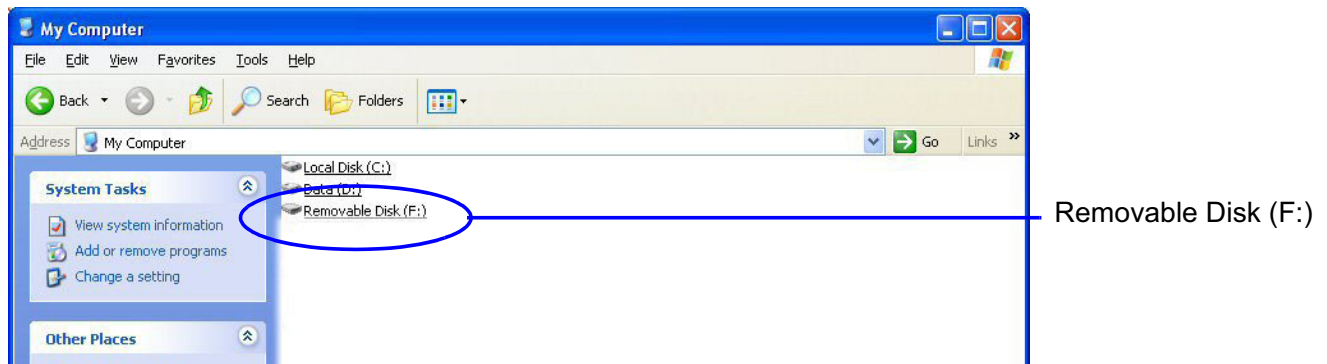 My Computer
File Edit View Favorites Tools Help
Back Search Folders
Address My Computer Go Links »
Local Disk (C:)
System Tasks Data (D:)
Removable Disk (F:) Removable Disk (F:)
View system information
Add or remove programs
Change a setting
Other Places